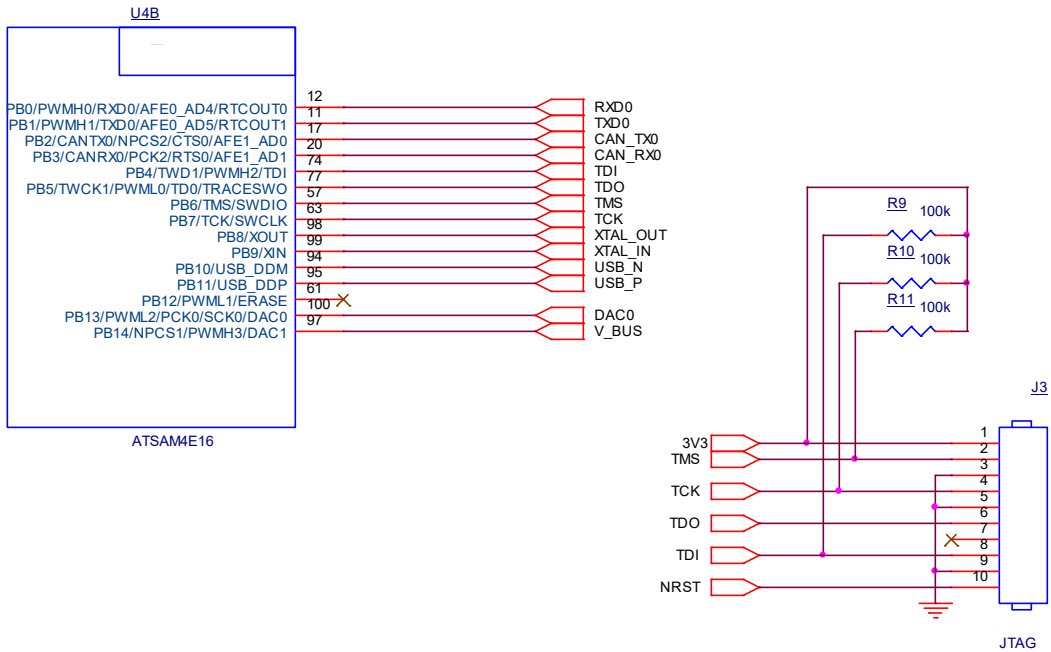 U4B
PB0/PWMH0/RXD0/AFE0_AD4/RTCOUT0 12 RXD0
PB1/PWMH1/TXD0/AFE0_AD5/RTCOUT1 11 TXD0
PB2/CANTX0/NPCS2/CTS0/AFE1_AD0 17 CAN_TX0
PB3/CANRX0/PCK2/RTS0/AFE1_AD1 20 CAN_RX0
PB4/TWD1/PWMH2/TDI 74 TDI
PB5/TWCK1/PWML0/TD0/TRACESWO 77 TDO
PB6/TMS/SWDIO 57 TMS
PB7/TCK/SWCLK 63 TCK
PB8/XOUT 98 XTAL_OUT
PB9/XIN 99 XTAL_IN
PB10/USB_DDM 94 USB_N
PB11/USB_DDP 95 USB_P
PB12/PWML1/ERASE 61
PB13/PWML2/PCK0/SCK0/DAC0 100 DAC0
PB14/NPCS1/PWMH3/DAC1 97 V_BUS
ATSAM4E16
R9 100k
R10 100k
R11 100k
J3
3V3 1
TMS 2
3
TCK 4
5
TDO 6
7
TDI 8
9
NRST 10
JTAG